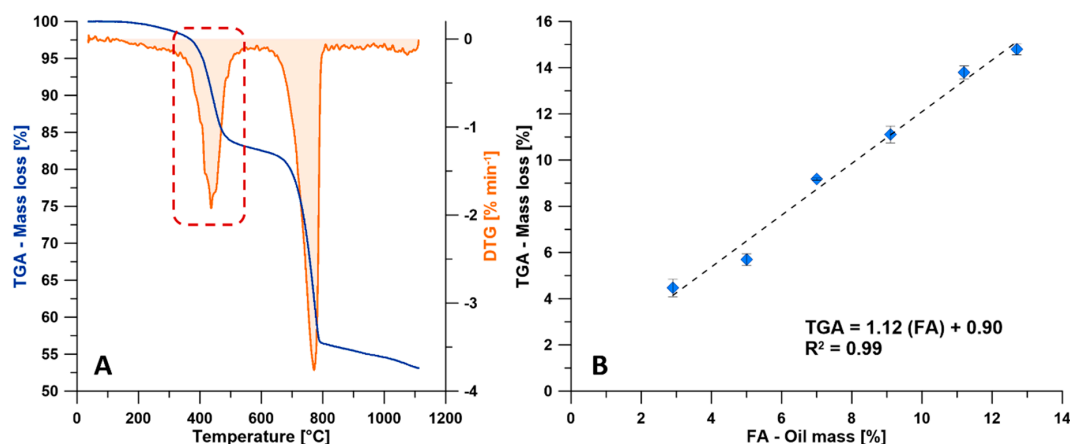 100
95
90
85
80
75
70
65
60
55
50
TGA - Mass loss [%]
A
0
-1
-2
-3
-4
DTG [% min⁻¹]
0 200 400 600 800 1000 1200
Temperature [°C]
16
14
12
10
8
6
4
2
0
TGA - Mass loss [%]
TGA = 1.12 (FA) + 0.90
R² = 0.99
B
0 2 4 6 8 10 12 14
FA - Oil mass [%]